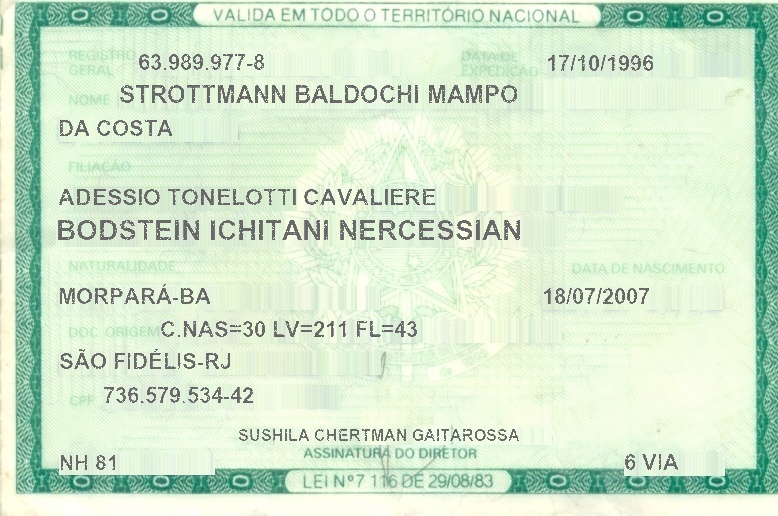 VALIDA EM TODO O TERRITÓRIO NACIONAL
REGISTRO GERAL 63.989.977-8 DATA DE EXPEDIÇÃO 17/10/1996
NOME STROTTMANN BALDOCHI MAMPO
DA COSTA
FILIAÇÃO
ADESSIO TONELOTTI CAVALIERE
BODSTEIN ICHITANI NERCESSIAN
NATURALIDADE DATA DE NASCIMENTO
MORPARÁ-BA 18/07/2007
DOC. ORIGEM C.NAS=30 LV=211 FL=43
SÃO FIDÉLIS-RJ
CPF 736.579.534-42
SUSHILA CHERTMAN GAITAROSSA
ASSINATURA DO DIRETOR
NH 81 6 VIA
LEI Nº 7 116 DE 29/08/83